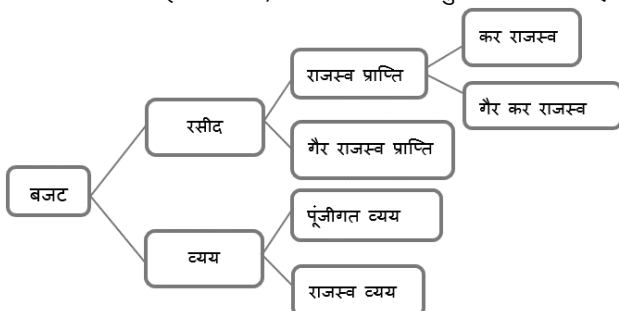 कर राजस्व
राजस्व प्राप्ति
गैर कर राजस्व
रसीद
गैर राजस्व प्राप्ति
बजट
पूंजीगत व्यय
व्यय
राजस्व व्यय